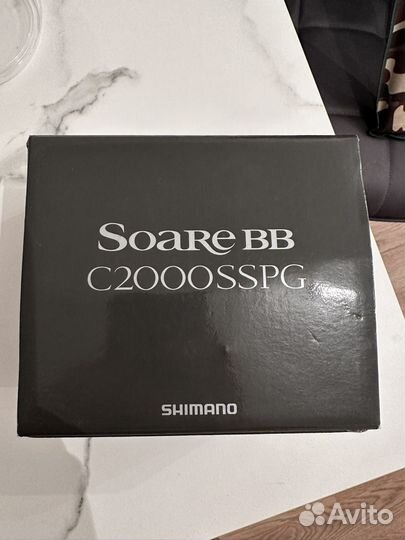 SOARE BB
C2000SSPG
SHIMANO
Avito